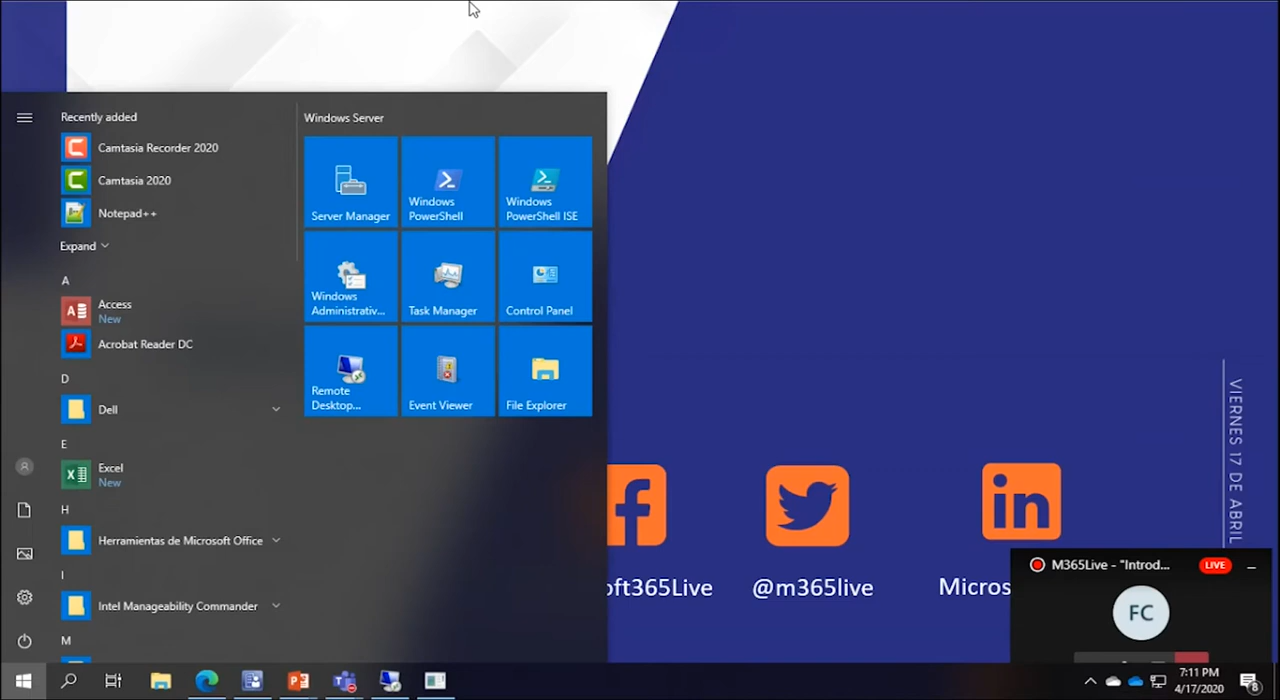 Recently added
Camtasia Recorder 2020
Camtasia 2020
Notepad++
Expand
A
Access
New
Acrobat Reader DC
D
Dell
E
Excel
New
H
Herramientas de Microsoft Office
I
Intel Manageability Commander
M
Windows Server
Server Manager
Windows
PowerShell
Windows
PowerShell ISE
Windows
Administrativ...
Task Manager
Control Panel
Remote
Desktop...
Event Viewer
File Explorer
VIERNES 17 DE ABRIL
oft365Live
@m365live
Micros
M365Live - "Introd...
LIVE
FC
7:11 PM
4/17/2020
8